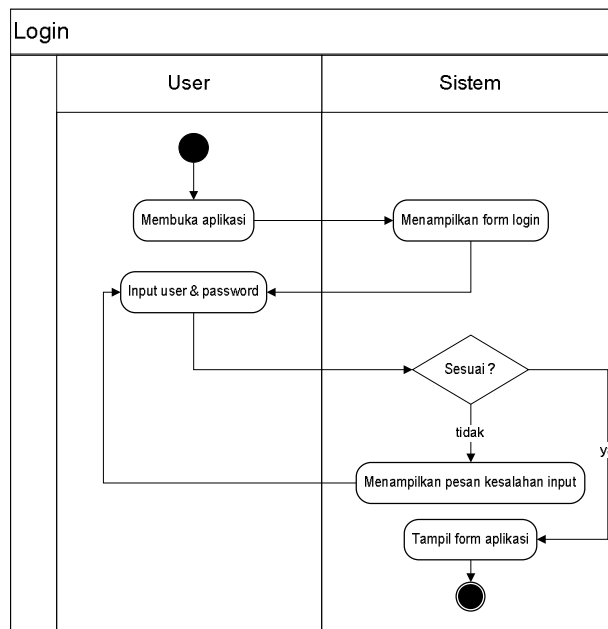 Login
User
Sistem
Membuka aplikasi
Menampilkan form login
Input user & password
Sesuai ?
tidak
Menampilkan pesan kesalahan input
Tampil form aplikasi